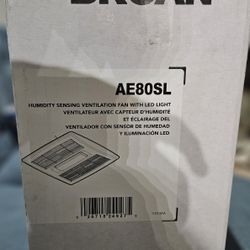 BROAN
AE80SL
HUMIDITY SENSING VENTILATION FAN WITH LED LIGHT
VENTILATEUR AVEC CAPTEUR D'HUMIDITÉ
ET ÉCLAIRAGE DEL
VENTILADOR CON SENSOR DE HUMEDAD
Y ILUMINACIÓN LED